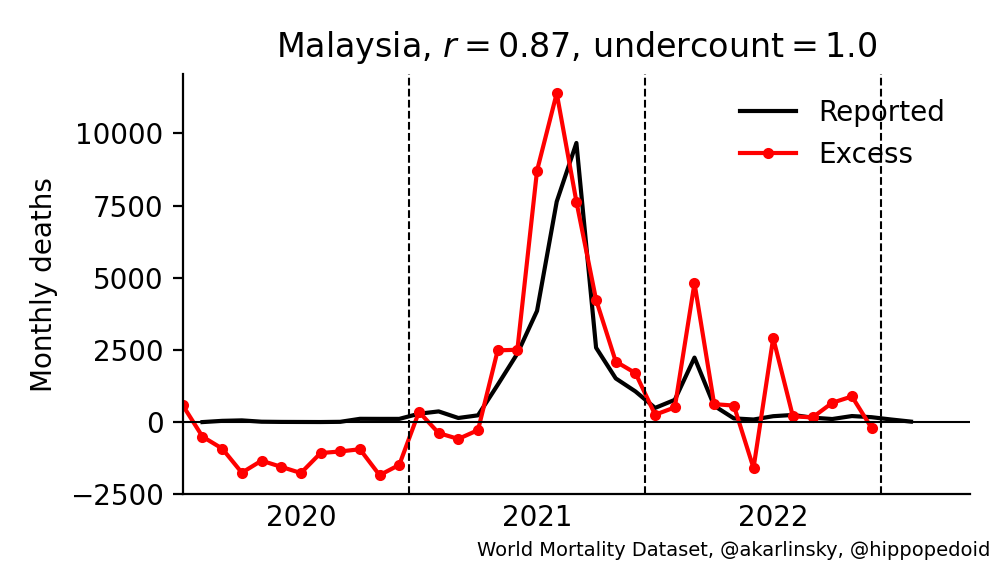 Malaysia, r = 0.87, undercount = 1.0
Reported
Excess
Monthly deaths
10000
7500
5000
2500
0
−2500
2020 2021 2022
World Mortality Dataset, @akarlinsky, @hippopedoid